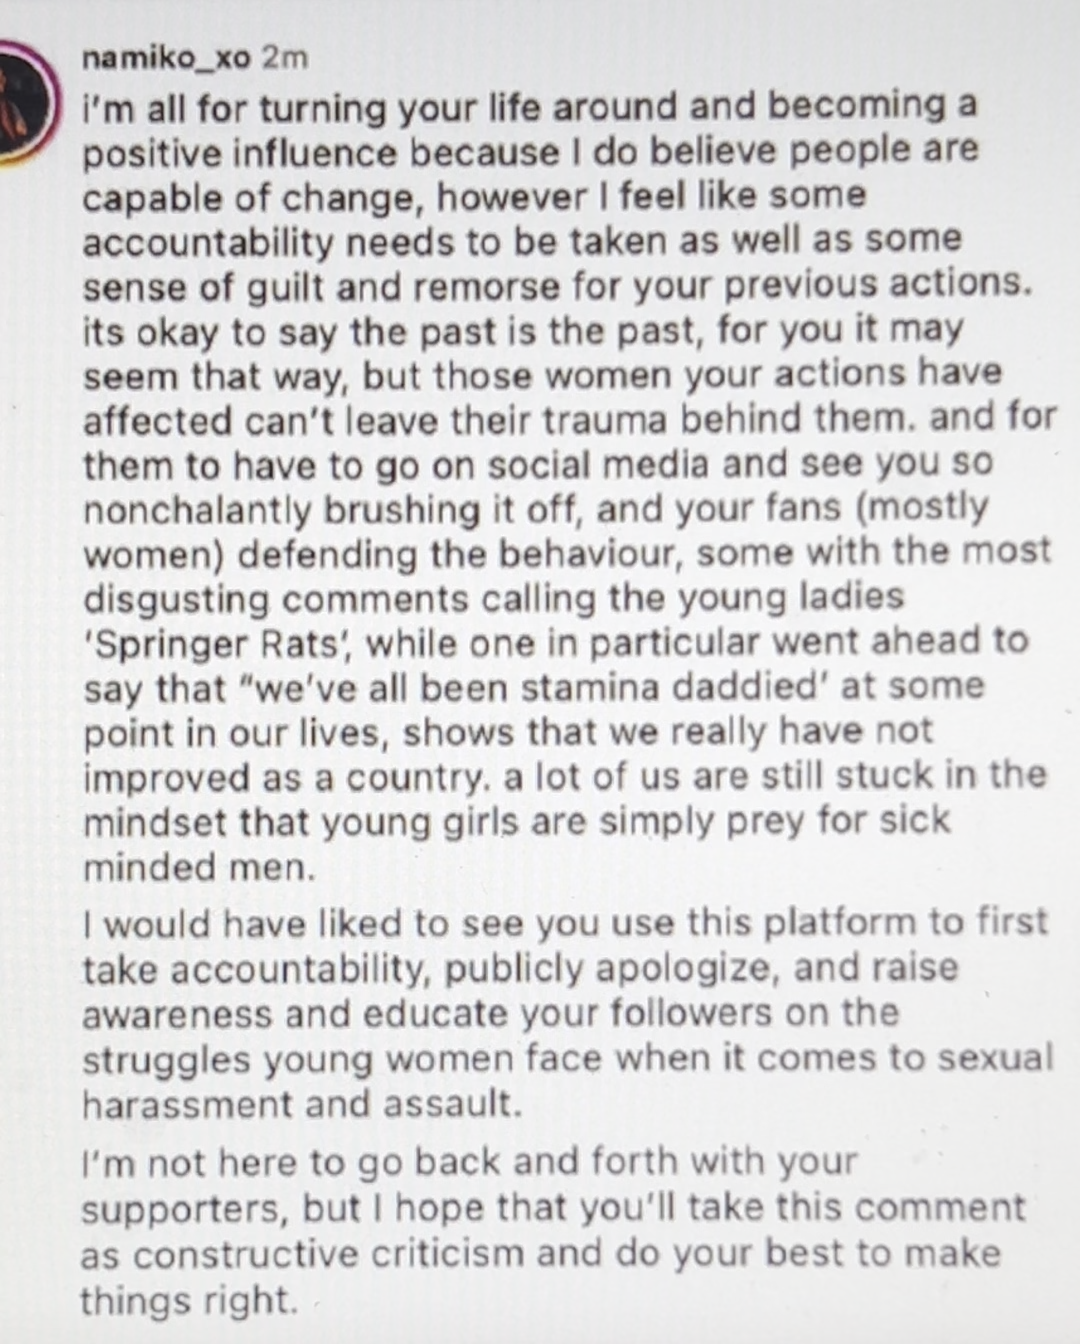 namiko_xo 2m
i'm all for turning your life around and becoming a
positive influence because I do believe people are
capable of change, however I feel like some
accountability needs to be taken as well as some
sense of guilt and remorse for your previous actions.
its okay to say the past is the past, for you it may
seem that way, but those women your actions have
affected can't leave their trauma behind them. and for
them to have to go on social media and see you so
nonchalantly brushing it off, and your fans (mostly
women) defending the behaviour, some with the most
disgusting comments calling the young ladies
'Springer Rats', while one in particular went ahead to
say that "we've all been stamina daddied' at some
point in our lives, shows that we really have not
improved as a country. a lot of us are still stuck in the
mindset that young girls are simply prey for sick
minded men.
I would have liked to see you use this platform to first
take accountability, publicly apologize, and raise
awareness and educate your followers on the
struggles young women face when it comes to sexual
harassment and assault.
I'm not here to go back and forth with your
supporters, but I hope that you'll take this comment
as constructive criticism and do your best to make
things right.